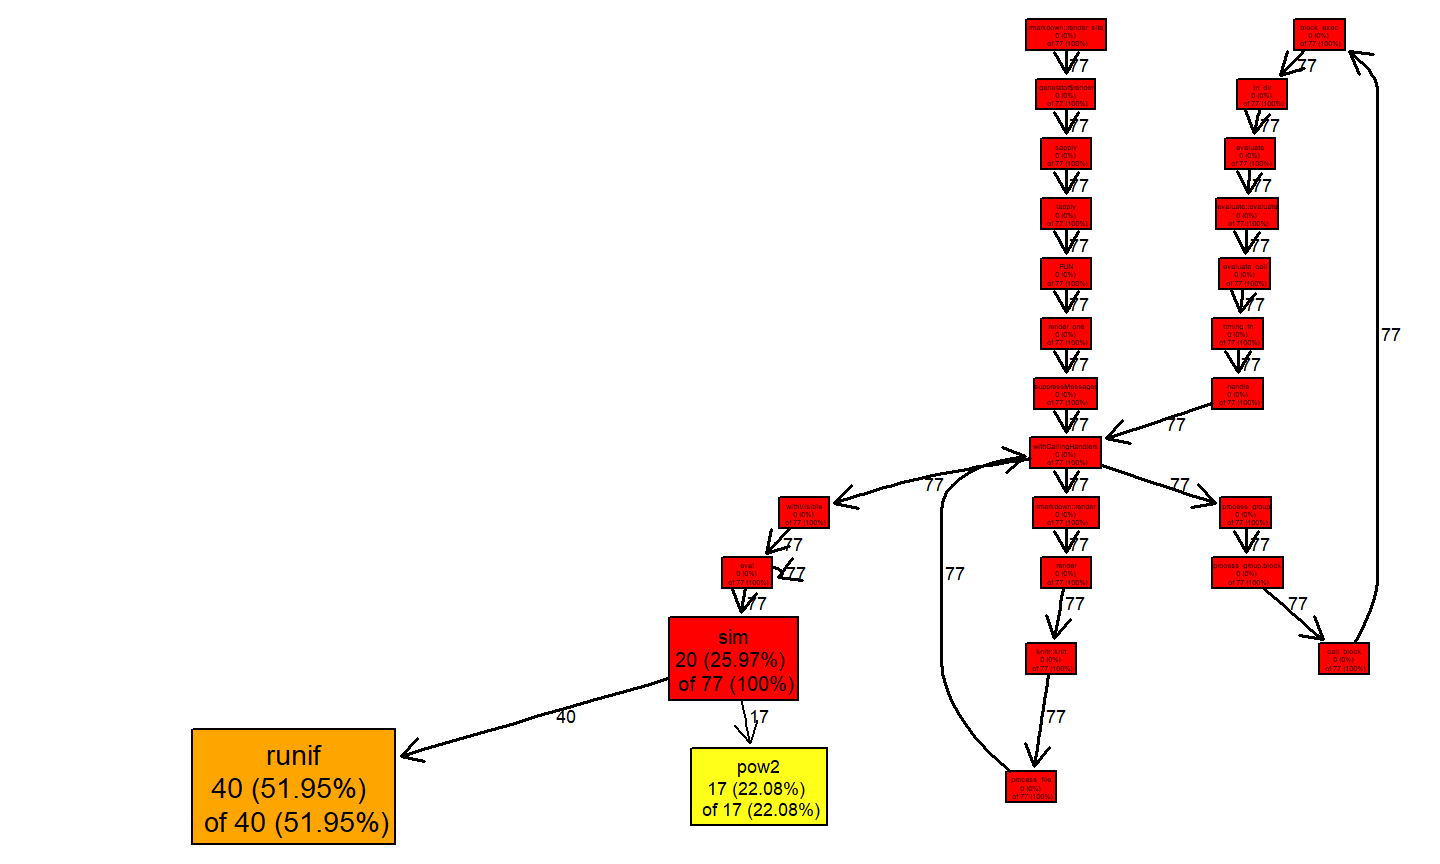 rmarkdown::render_site
0 (0%)
of 77 (100%)
77
generator$render
0 (0%)
of 77 (100%)
77
sapply
0 (0%)
of 77 (100%)
77
lapply
0 (0%)
of 77 (100%)
77
FUN
0 (0%)
of 77 (100%)
77
render_one
0 (0%)
of 77 (100%)
77
suppressMessages
0 (0%)
of 77 (100%)
77
block_exec
0 (0%)
of 77 (100%)
77
in_dir
0 (0%)
of 77 (100%)
77
evaluate
0 (0%)
of 77 (100%)
77
evaluate::evaluate
0 (0%)
of 77 (100%)
77
evaluate_call
0 (0%)
of 77 (100%)
77
timing_fn
0 (0%)
of 77 (100%)
77
handle
0 (0%)
of 77 (100%)
77
77
withCallingHandlers
0 (0%)
of 77 (100%)
77
77
77
withVisible
0 (0%)
of 77 (100%)
77
eval
0 (0%)
of 77 (100%)
77
77
sim
20 (25.97%)
of 77 (100%)
40
17
runif
40 (51.95%)
of 40 (51.95%)
pow2
17 (22.08%)
of 17 (22.08%)
rmarkdown::render
0 (0%)
of 77 (100%)
77
render
0 (0%)
of 77 (100%)
77
knitr::knit
0 (0%)
of 77 (100%)
77
process_file
0 (0%)
of 77 (100%)
77
process_group
0 (0%)
of 77 (100%)
77
process_group.block
0 (0%)
of 77 (100%)
77
call_block
0 (0%)
of 77 (100%)